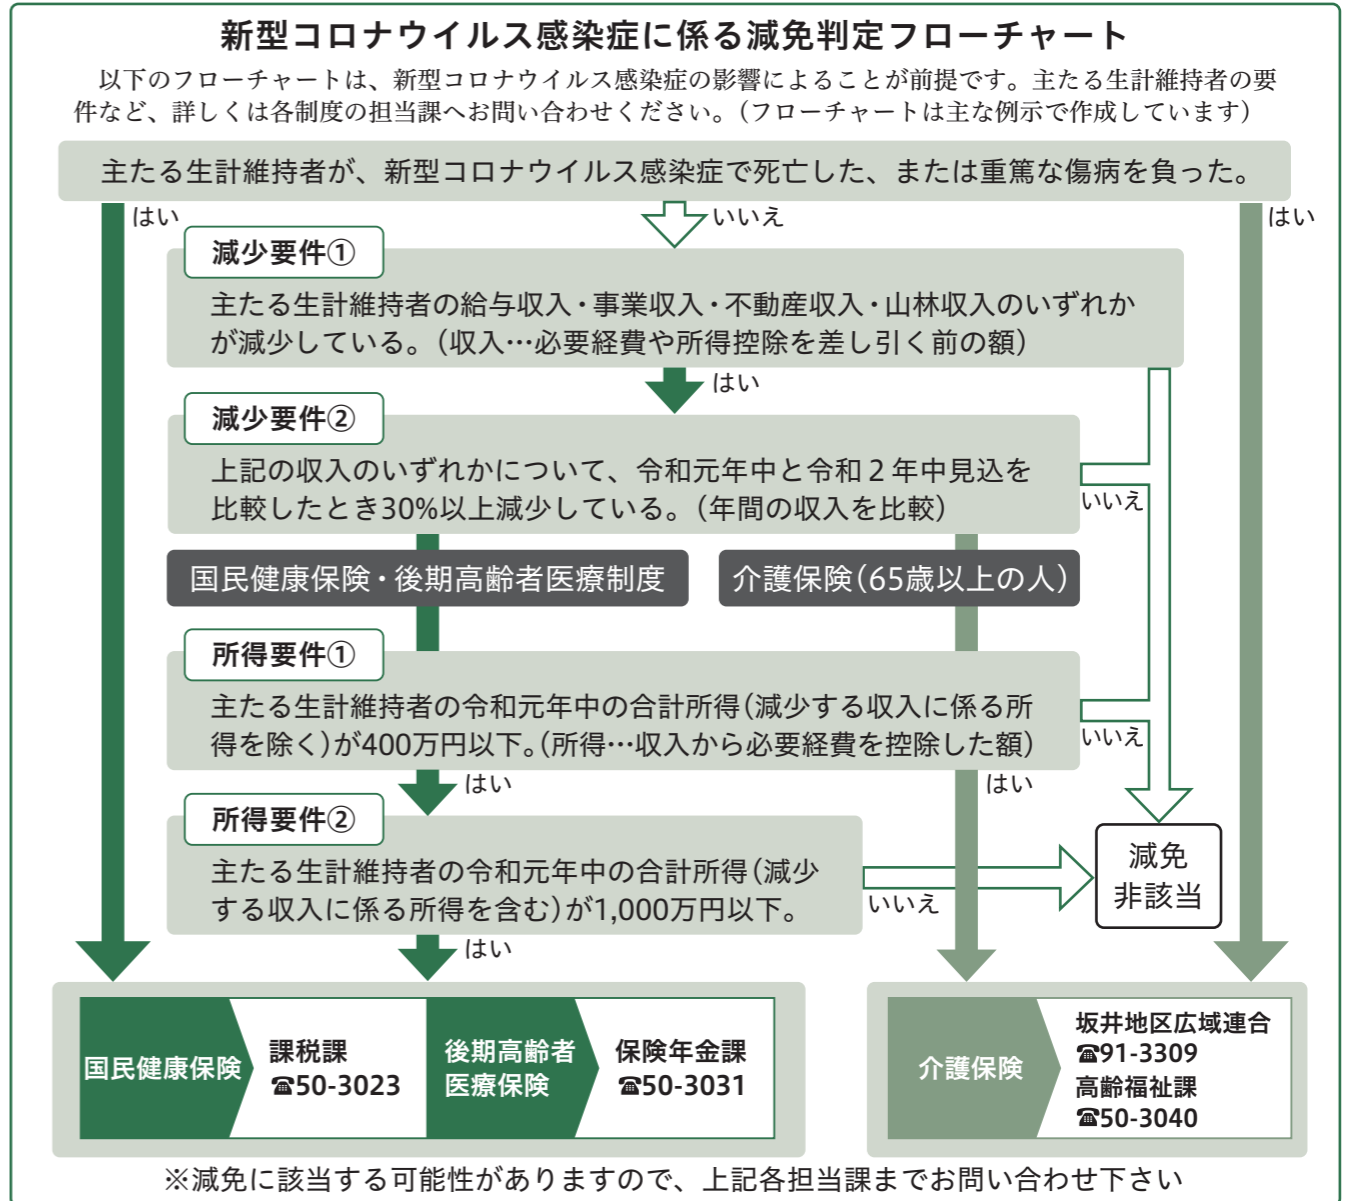 新型コロナウイルス感染症に係る減免判定フローチャート
以下のフローチャートは、新型コロナウイルス感染症の影響によることが前提です。主たる生計維持者の要
件など、詳しくは各制度の担当課へお問い合わせください。（フローチャートは主な例示で作成しています）
主たる生計維持者が、新型コロナウイルス感染症で死亡した、または重篤な傷病を負った。
はい
いいえ
はい
減少要件①
主たる生計維持者の給与収入・事業収入・不動産収入・山林収入のいずれか
が減少している。（収入…必要経費や所得控除を差し引く前の額）
はい
減少要件②
上記の収入のいずれかについて、令和元年中と令和２年中見込を
比較したとき30%以上減少している。（年間の収入を比較）
いいえ
国民健康保険・後期高齢者医療制度
介護保険（65歳以上の人）
所得要件①
主たる生計維持者の令和元年中の合計所得（減少する収入に係る所
得を除く）が400万円以下。（所得…収入から必要経費を控除した額）
いいえ
はい
はい
所得要件②
主たる生計維持者の令和元年中の合計所得（減少
する収入に係る所得を含む）が1,000万円以下。
いいえ
減免
非該当
はい
国民健康保険
課税課
☎50-3023
後期高齢者
医療保険
保険年金課
☎50-3031
介護保険
坂井地区広域連合
☎91-3309
高齢福祉課
☎50-3040
※減免に該当する可能性がありますので、上記各担当課までお問い合わせ下さい